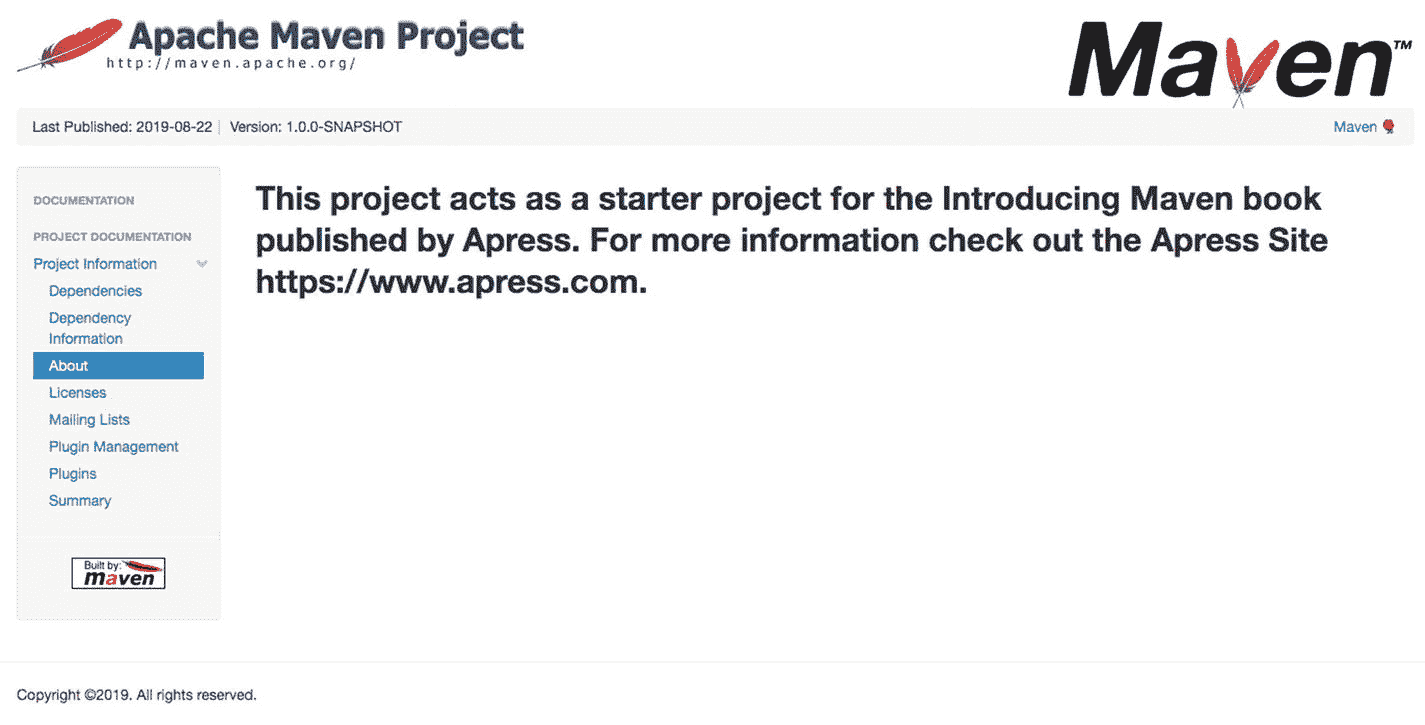 Apache Maven Project
http://maven.apache.org/
Maven™
Last Published: 2019-08-22 | Version: 1.0.0-SNAPSHOT
Maven
DOCUMENTATION
PROJECT DOCUMENTATION
Project Information
Dependencies
Dependency
Information
About
Licenses
Mailing Lists
Plugin Management
Plugins
Summary
Built by:
maven
This project acts as a starter project for the Introducing Maven book
published by Apress. For more information check out the Apress Site
https://www.apress.com.
Copyright ©2019. All rights reserved.